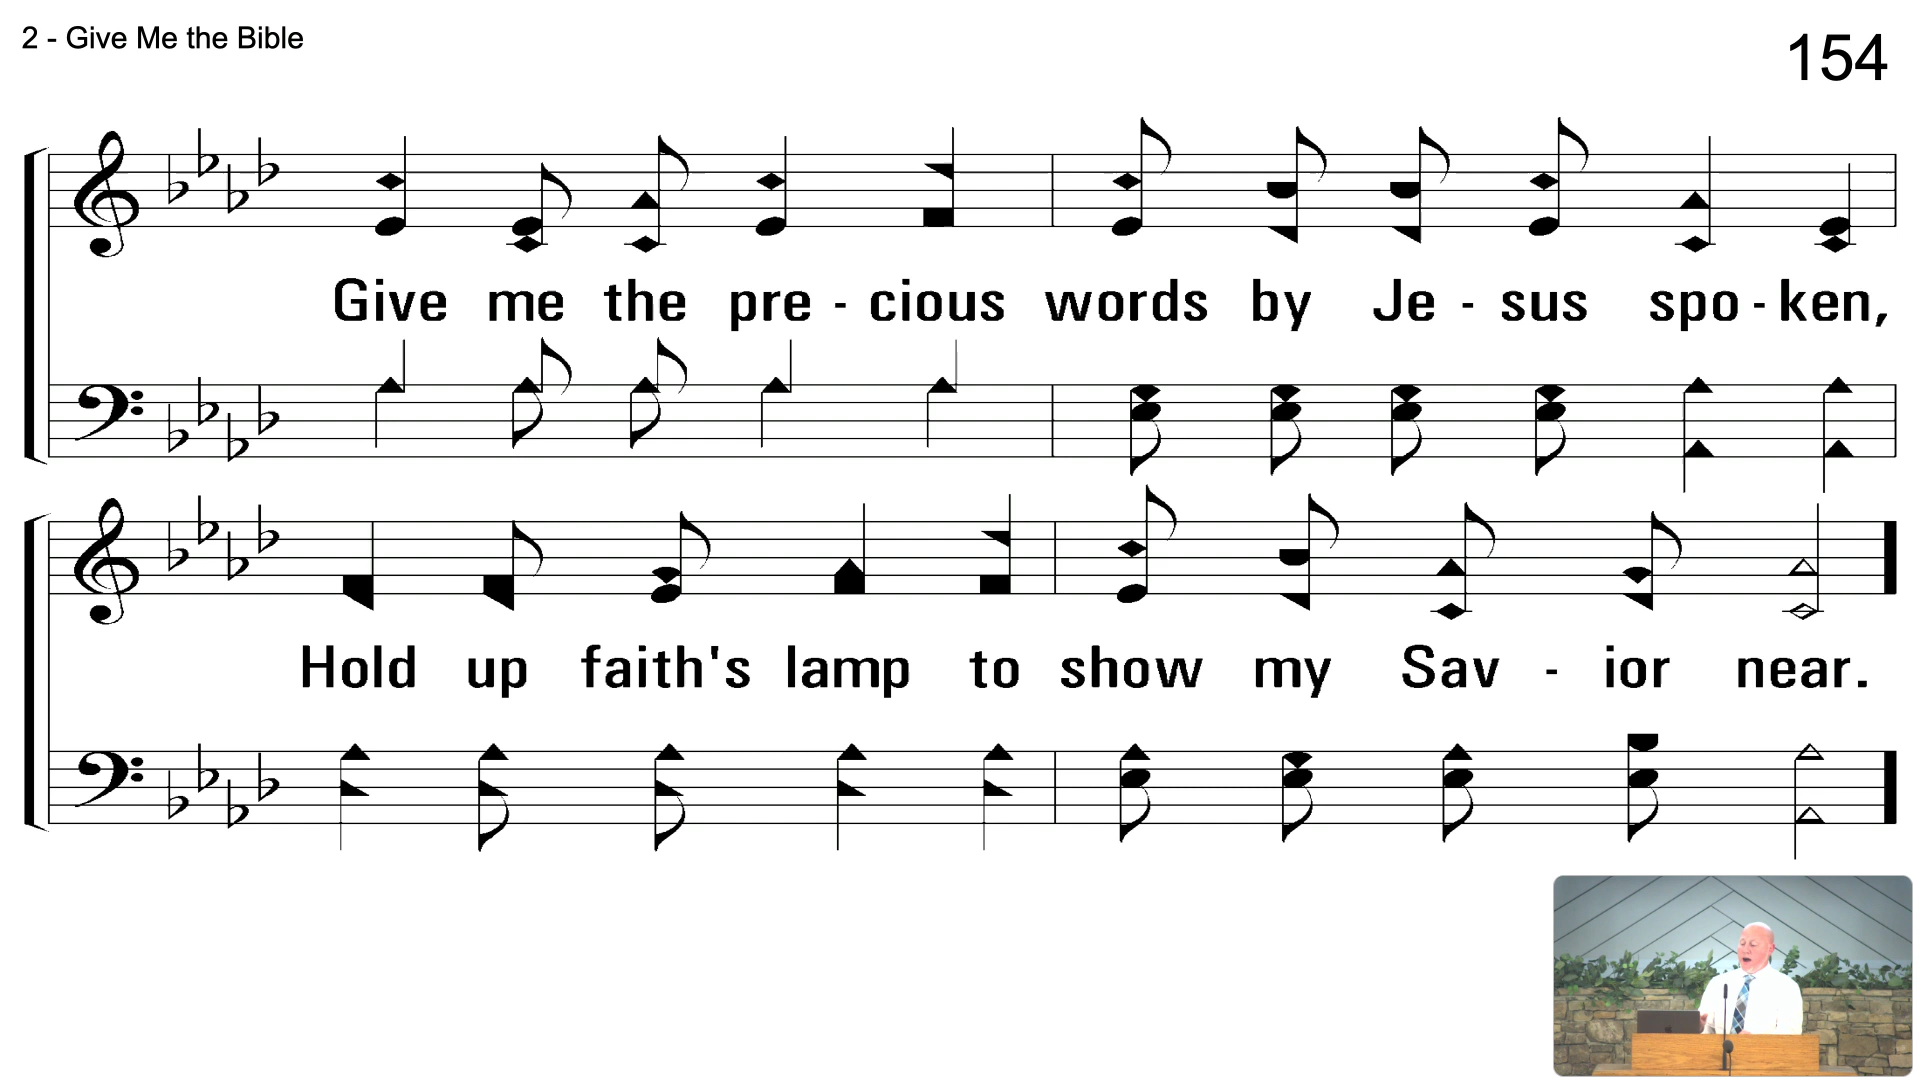 2 - Give Me the Bible
154
Give me the pre - cious words by Je - sus spo - ken,
Hold up faith's lamp to show my Sav - ior near.